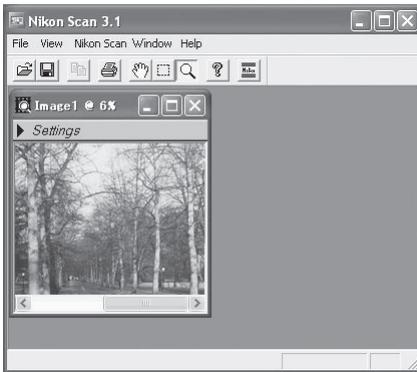 Nikon Scan 3.1
File View Nikon Scan Window Help
?
Image1 @ 6%
Settings